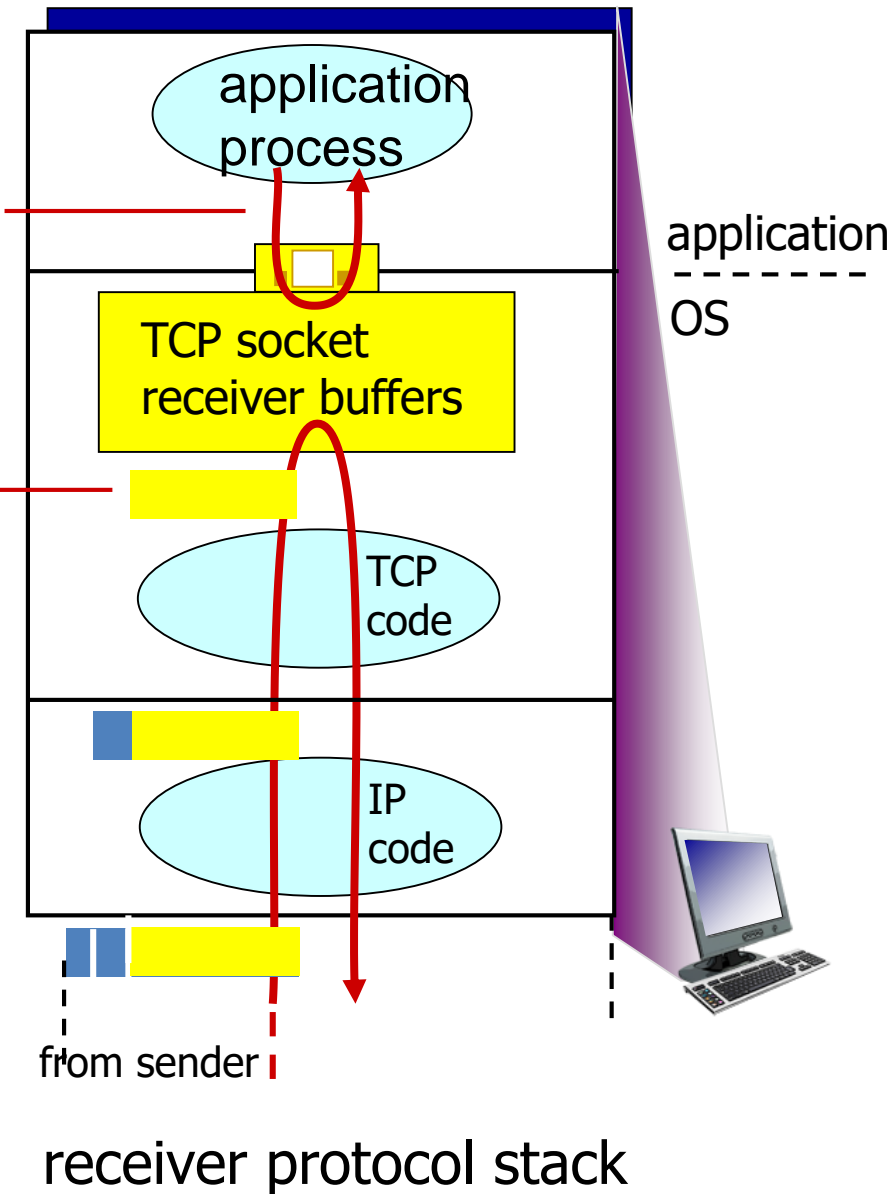 application
process
application
OS
TCP socket
receiver buffers
TCP
code
IP
code
from sender
receiver protocol stack